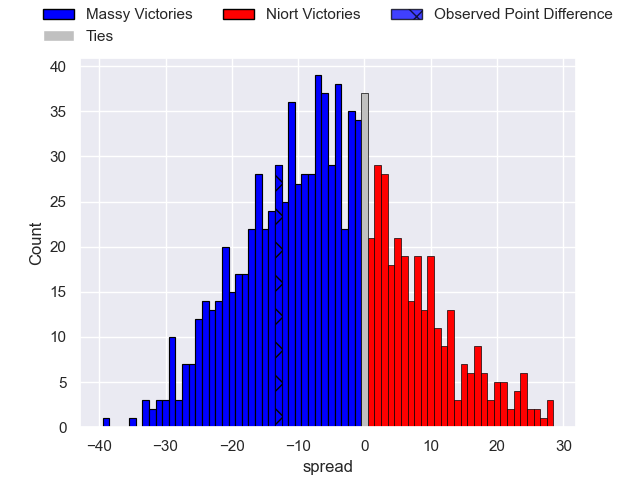 Massy Victories
Niort Victories
Observed Point Difference
Ties
40
35
30
25
20
15
10
5
0
Count
−40
−30
−20
−10
0
10
20
30
spread